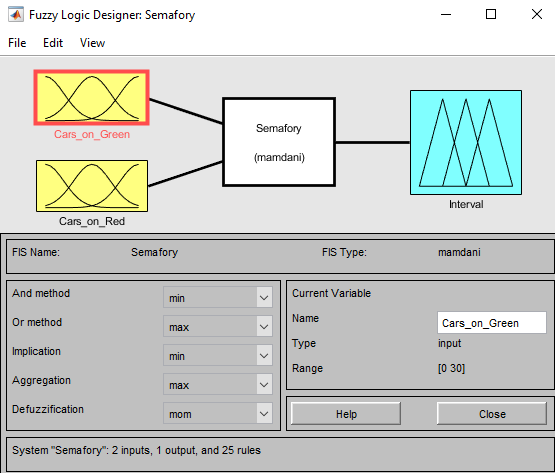 Fuzzy Logic Designer: Semafory
File Edit View
Cars_on_Green
Semafory
(mamdani)
Cars_on_Red
Interval
FIS Name: Semafory FIS Type: mamdani
And method min
Or method max
Implication min
Aggregation max
Defuzzification mom
Current Variable
Name Cars_on_Green
Type input
Range [0 30]
Help Close
System "Semafory": 2 inputs, 1 output, and 25 rules